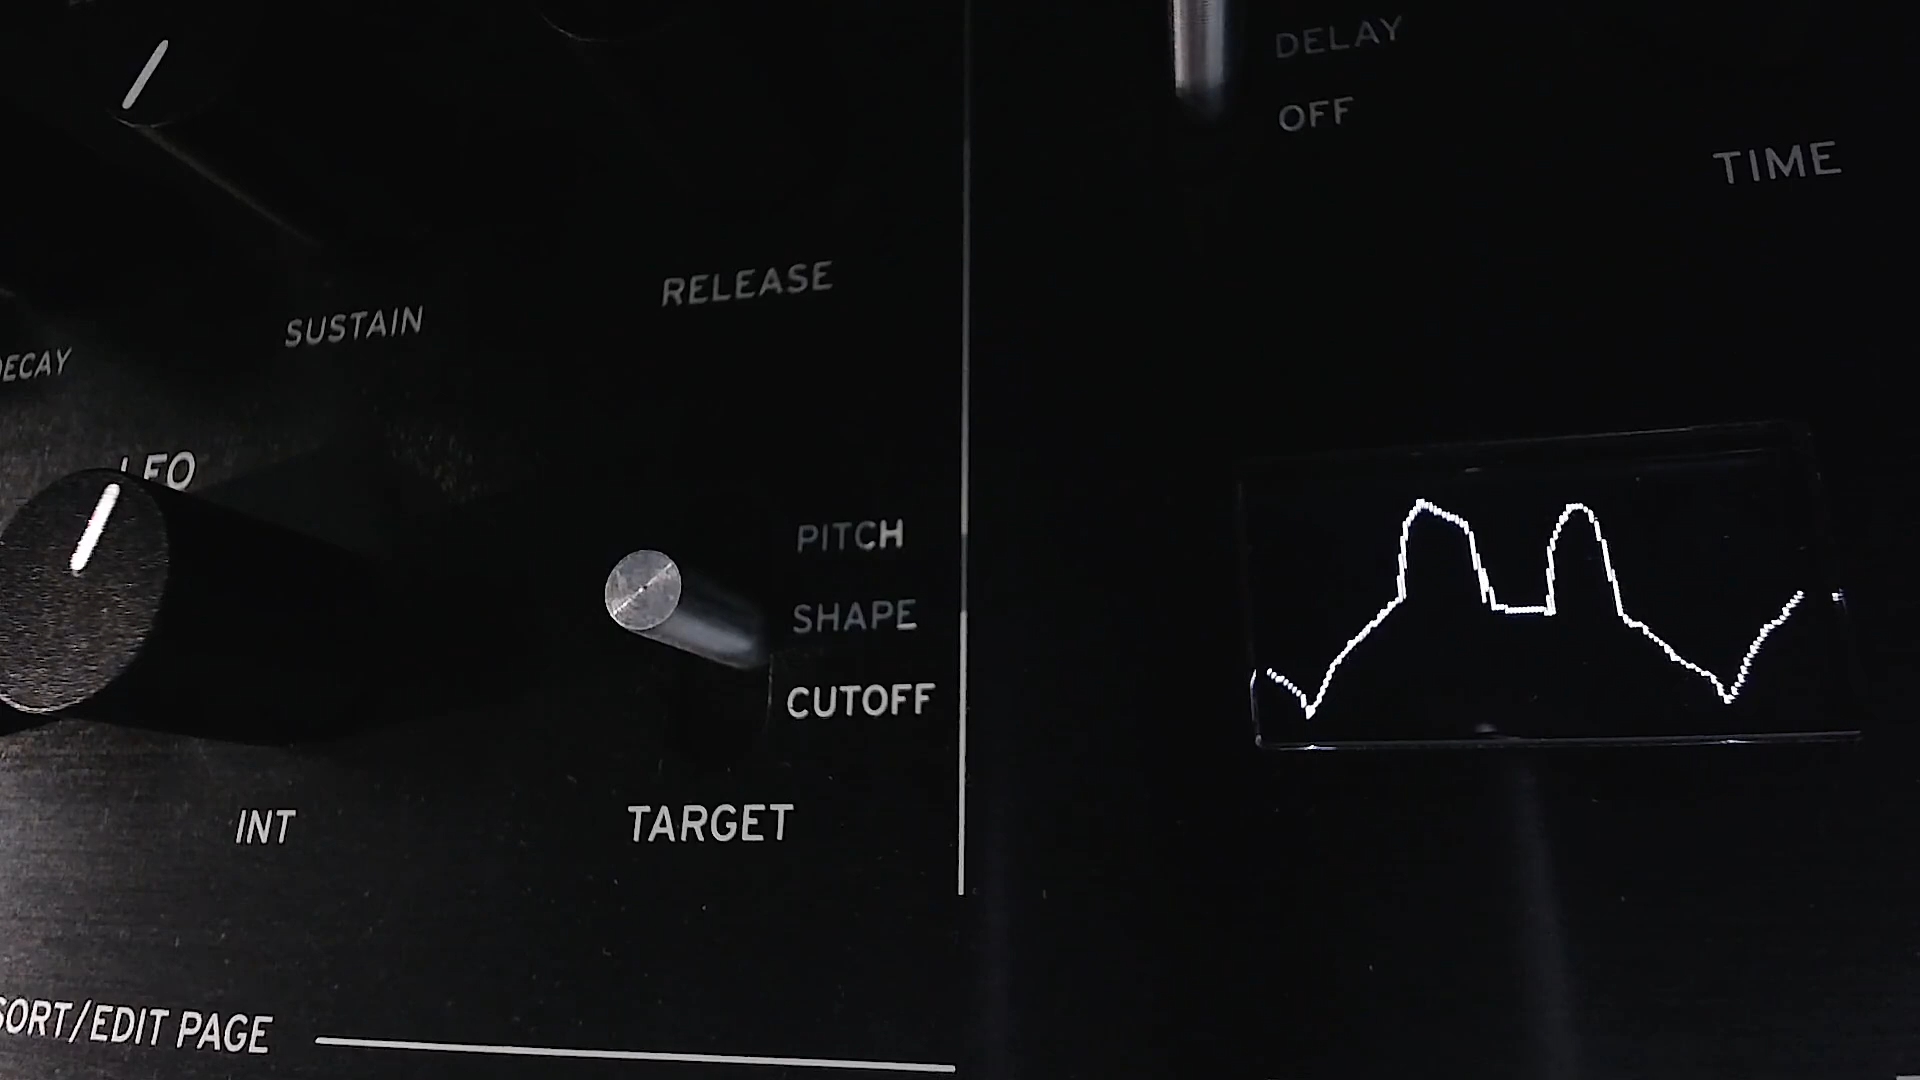 DELAY
OFF
TIME
RELEASE
SUSTAIN
DECAY
LFO
PITCH
SHAPE
CUTOFF
INT
TARGET
SORT/EDIT PAGE